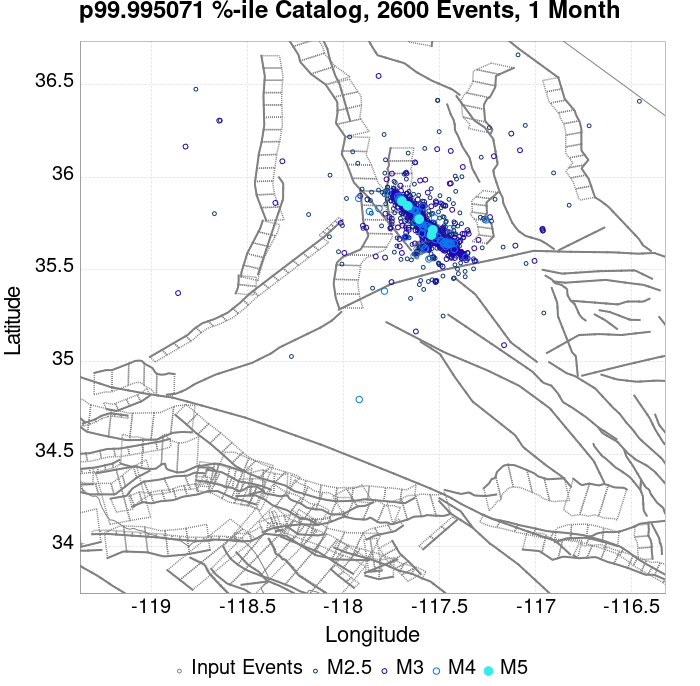 p99.995071 %-ile Catalog, 2600 Events, 1 Month
36.5
36
35.5
35
34.5
34
Latitude
-119 -118.5 -118 -117.5 -117 -116.5
Longitude
Input Events M2.5 M3 M4 M5